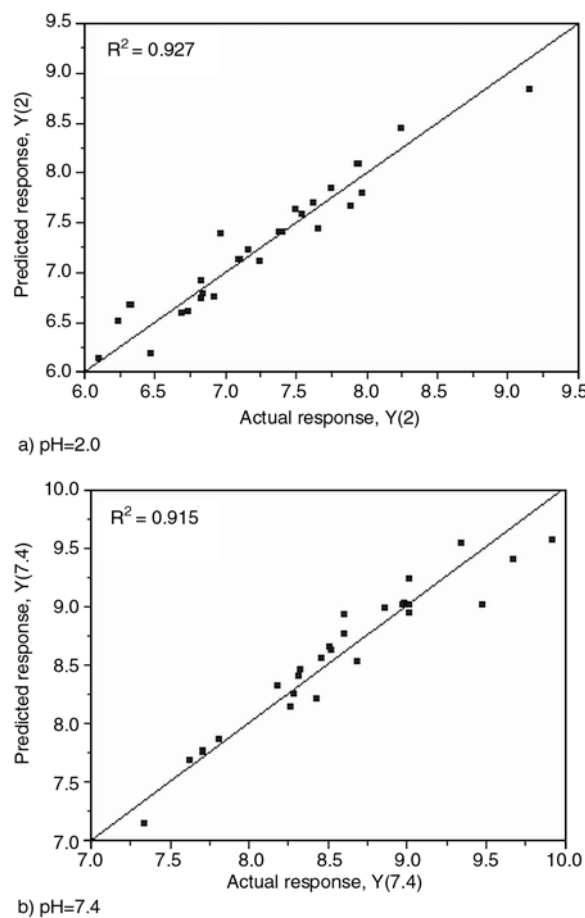 9.5
R² = 0.927
9.0
8.5
8.0
7.5
7.0
6.5
6.0
Predicted response, Y(2)
6.0 6.5 7.0 7.5 8.0 8.5 9.0 9.5
Actual response, Y(2)
a) pH=2.0
10.0
R² = 0.915
9.5
9.0
8.5
8.0
7.5
7.0
Predicted response, Y(7.4)
7.0 7.5 8.0 8.5 9.0 9.5 10.0
Actual response, Y(7.4)
b) pH=7.4